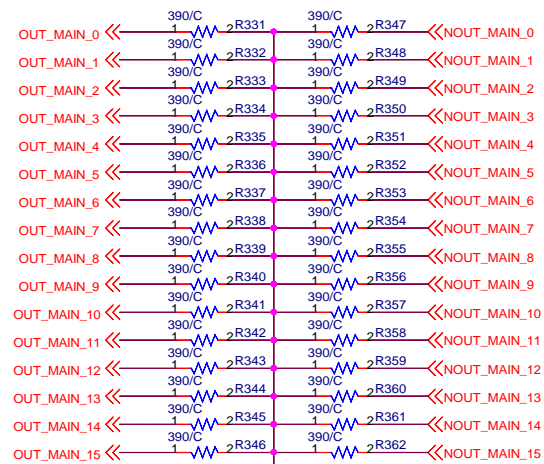 390/C 390/C
OUT_MAIN_0 1 2 R331 1 2 R347 NOUT_MAIN_0
390/C 390/C
OUT_MAIN_1 1 2 R332 1 2 R348 NOUT_MAIN_1
390/C 390/C
OUT_MAIN_2 1 2 R333 1 2 R349 NOUT_MAIN_2
390/C 390/C
OUT_MAIN_3 1 2 R334 1 2 R350 NOUT_MAIN_3
390/C 390/C
OUT_MAIN_4 1 2 R335 1 2 R351 NOUT_MAIN_4
390/C 390/C
OUT_MAIN_5 1 2 R336 1 2 R352 NOUT_MAIN_5
390/C 390/C
OUT_MAIN_6 1 2 R337 1 2 R353 NOUT_MAIN_6
390/C 390/C
OUT_MAIN_7 1 2 R338 1 2 R354 NOUT_MAIN_7
390/C 390/C
OUT_MAIN_8 1 2 R339 1 2 R355 NOUT_MAIN_8
390/C 390/C
OUT_MAIN_9 1 2 R340 1 2 R356 NOUT_MAIN_9
390/C 390/C
OUT_MAIN_10 1 2 R341 1 2 R357 NOUT_MAIN_10
390/C 390/C
OUT_MAIN_11 1 2 R342 1 2 R358 NOUT_MAIN_11
390/C 390/C
OUT_MAIN_12 1 2 R343 1 2 R359 NOUT_MAIN_12
390/C 390/C
OUT_MAIN_13 1 2 R344 1 2 R360 NOUT_MAIN_13
390/C 390/C
OUT_MAIN_14 1 2 R345 1 2 R361 NOUT_MAIN_14
390/C 390/C
OUT_MAIN_15 1 2 R346 1 2 R362 NOUT_MAIN_15